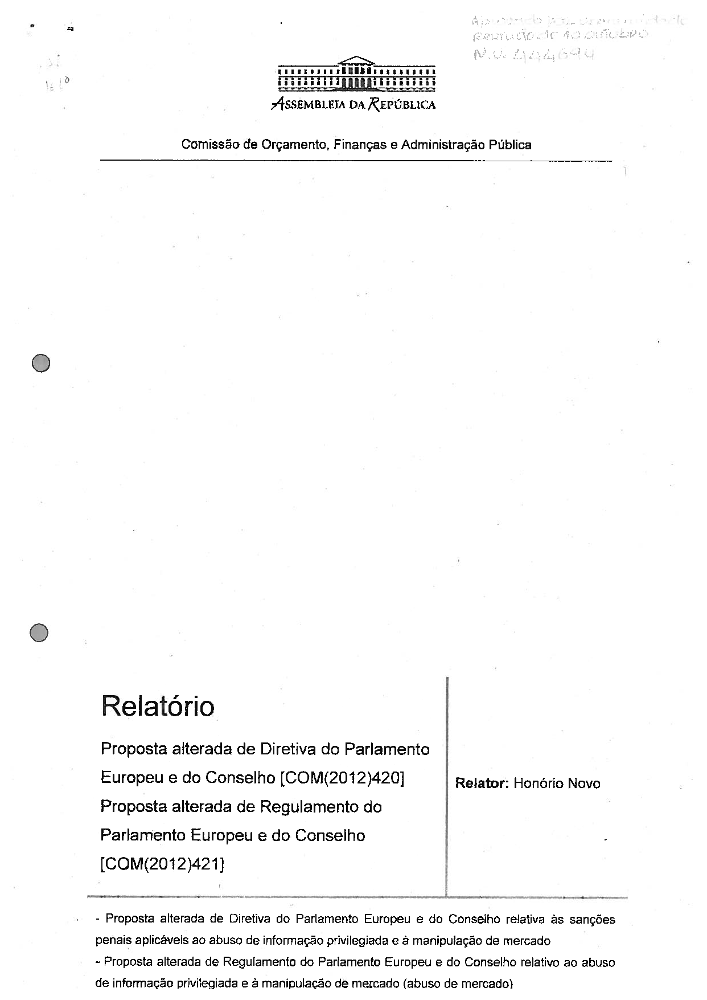 reunião de 10 outubro
ASSEMBLEIA DA REPÚBLICA
Comissão de Orçamento, Finanças e Administração Pública
Relatório
Proposta alterada de Diretiva do Parlamento
Europeu e do Conselho [COM(2012)420]
Proposta alterada de Regulamento do
Parlamento Europeu e do Conselho
[COM(2012)421]
Relator: Honório Novo
- Proposta alterada de Diretiva do Parlamento Europeu e do Conselho relativa às sanções
penais aplicáveis ao abuso de informação privilegiada e à manipulação de mercado
- Proposta alterada de Regulamento do Parlamento Europeu e do Conselho relativo ao abuso
de informação privilegiada e à manipulação de mercado (abuso de mercado)